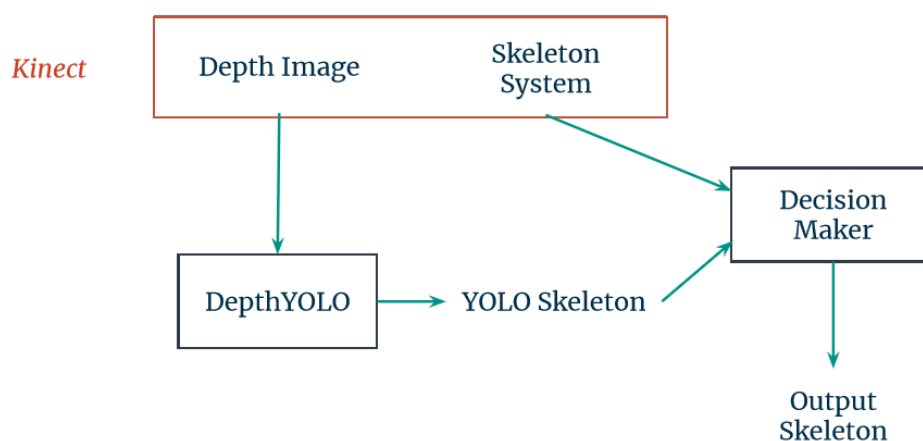 Kinect
Depth Image
Skeleton
System
Decision
Maker
DepthYOLO
YOLO Skeleton
Output
Skeleton